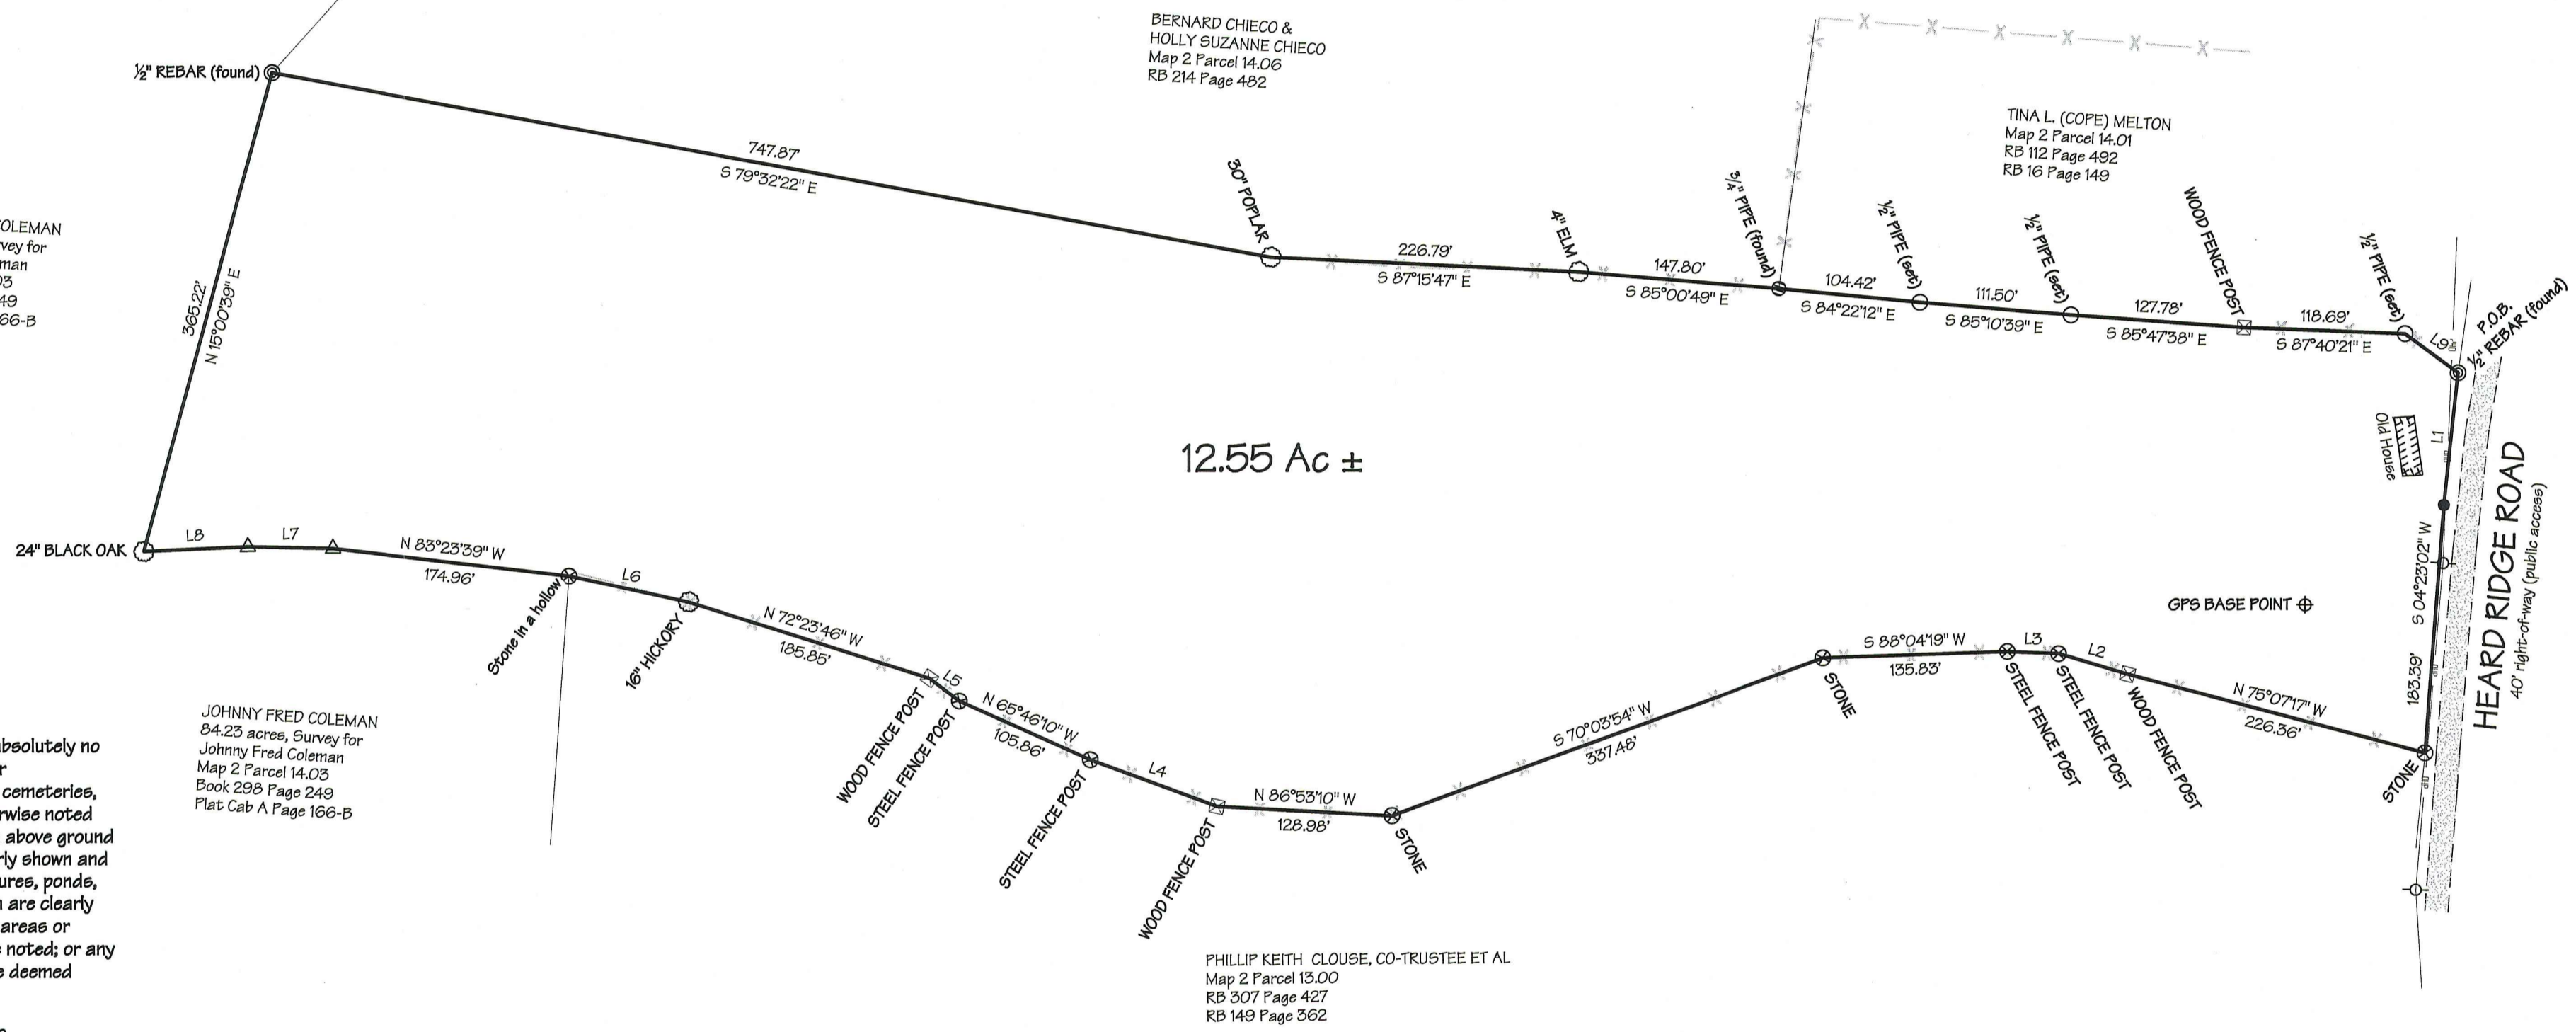 BERNARD CHIECO &
HOLLY SUZANNE CHIECO
Map 2 Parcel 14.06
RB 214 Page 482
½" REBAR (found)
TINA L. (COPE) MELTON
Map 2 Parcel 14.01
RB 112 Page 492
RB 16 Page 149
747.87'
S 79°32'22" E
30" POPLAR
226.79'
S 87°15'47" E
4" ELM
147.80'
S 85°00'49" E
3/4" PIPE (found)
104.42'
S 84°22'12" E
½" PIPE (set)
111.50'
S 85°10'39" E
½" PIPE (set)
127.78'
S 85°47'38" E
WOOD FENCE POST
118.69'
S 87°40'21" E
½" PIPE (set)
L9
P.O.B.
½" REBAR (found)
OLEMAN
vey for
man
03
49
66-B
365.22'
N 15°00'39" E
12.55 Ac ±
Old House
L1
S 04°23'02" W
183.39'
HEARD RIDGE ROAD
40' right-of-way (public access)
24" BLACK OAK
L8
L7
N 83°23'39" W
174.96'
Stone in a hollow
L6
16" HICKORY
N 72°23'46" W
185.85'
WOOD FENCE POST
L5
STEEL FENCE POST
N 65°46'10" W
105.86'
STEEL FENCE POST
L4
WOOD FENCE POST
N 86°53'10" W
128.98'
STONE
S 70°03'54" W
337.48'
STONE
S 88°04'19" W
135.83'
STEEL FENCE POST
L3
STEEL FENCE POST
L2
WOOD FENCE POST
N 75°07'17" W
226.36'
STONE
GPS BASE POINT
JOHNNY FRED COLEMAN
84.23 acres, Survey for
Johnny Fred Coleman
Map 2 Parcel 14.03
Book 298 Page 249
Plat Cab A Page 166-B
absolutely no
r
cemeteries,
rwise noted
above ground
rly shown and
ures, ponds,
are clearly
areas or
noted; or any
e deemed
PHILLIP KEITH CLOUSE, CO-TRUSTEE ET AL
Map 2 Parcel 13.00
RB 307 Page 427
RB 149 Page 362